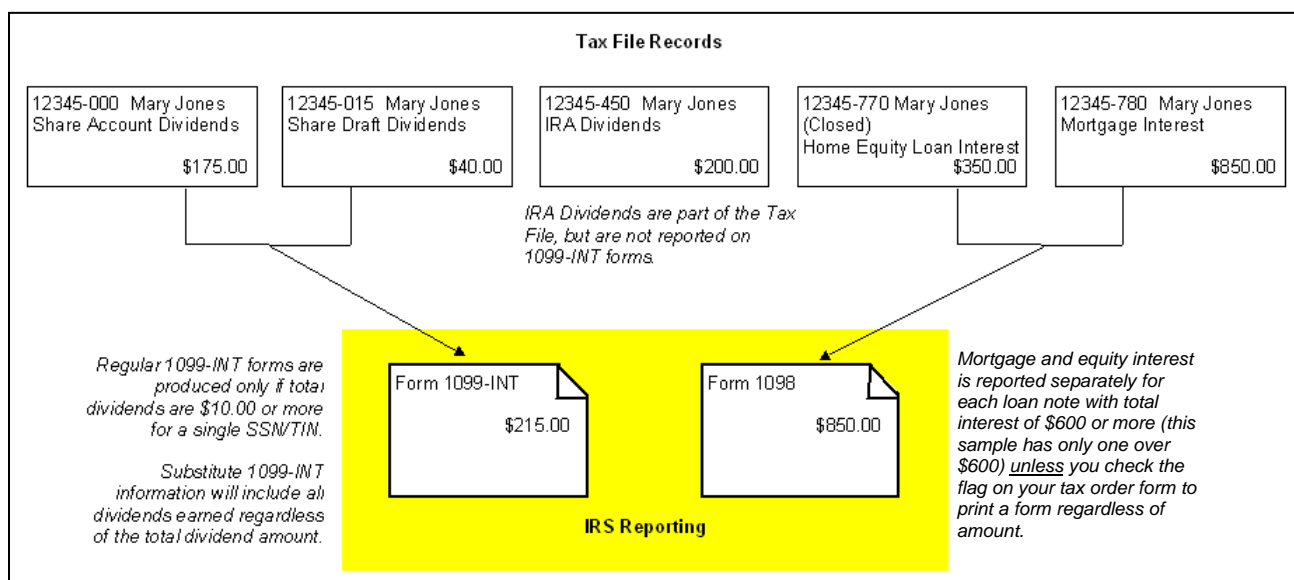 Tax File Records
12345-000 Mary Jones
Share Account Dividends
$175.00
12345-015 Mary Jones
Share Draft Dividends
$40.00
12345-450 Mary Jones
IRA Dividends
$200.00
12345-770 Mary Jones
(Closed)
Home Equity Loan Interest
$350.00
12345-780 Mary Jones
Mortgage Interest
$850.00
IRA Dividends are part of the Tax
File, but are not reported on
1099-INT forms.
Regular 1099-INT forms are
produced only if total
dividends are $10.00 or more
for a single SSN/TIN.
Substitute 1099-INT
information will include all
dividends earned regardless
of the total dividend amount.
Form 1099-INT
$215.00
Form 1098
$850.00
IRS Reporting
Mortgage and equity interest
is reported separately for
each loan note with total
interest of $600 or more (this
sample has only one over
$600) unless you check the
flag on your tax order form to
print a form regardless of
amount.